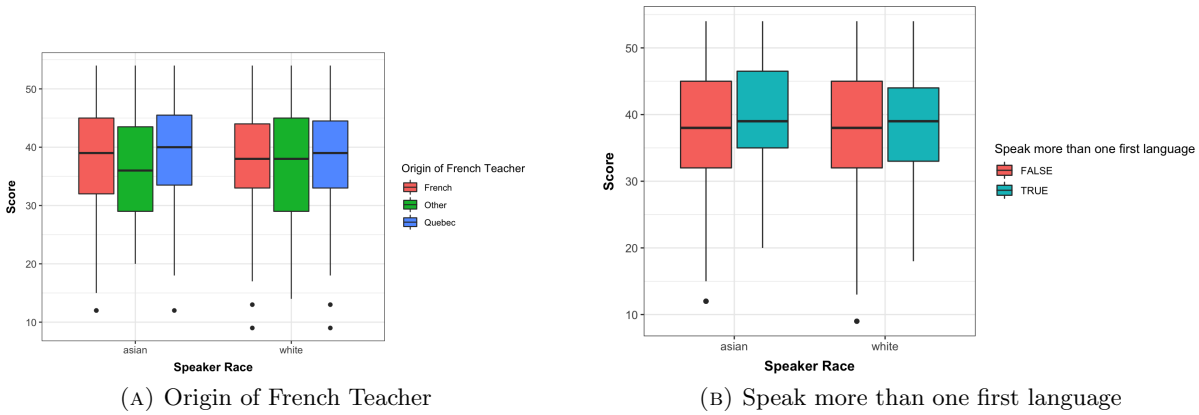 50
40
30
20
10
Score
asian
white
Speaker Race
Origin of French Teacher
French
Other
Quebec
(A) Origin of French Teacher
50
40
30
20
10
Score
asian
white
Speaker Race
Speak more than one first language
FALSE
TRUE
(B) Speak more than one first language